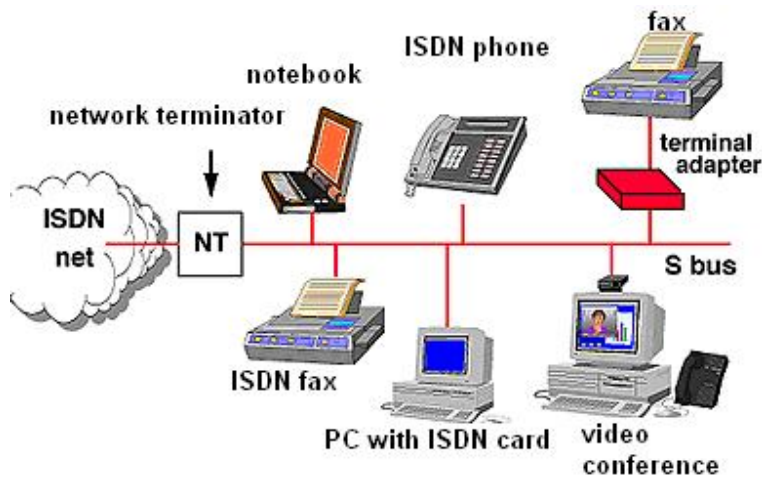 fax
ISDN phone
notebook
network terminator
terminal
adapter
ISDN
net
NT
S bus
ISDN fax
PC with ISDN card
video
conference